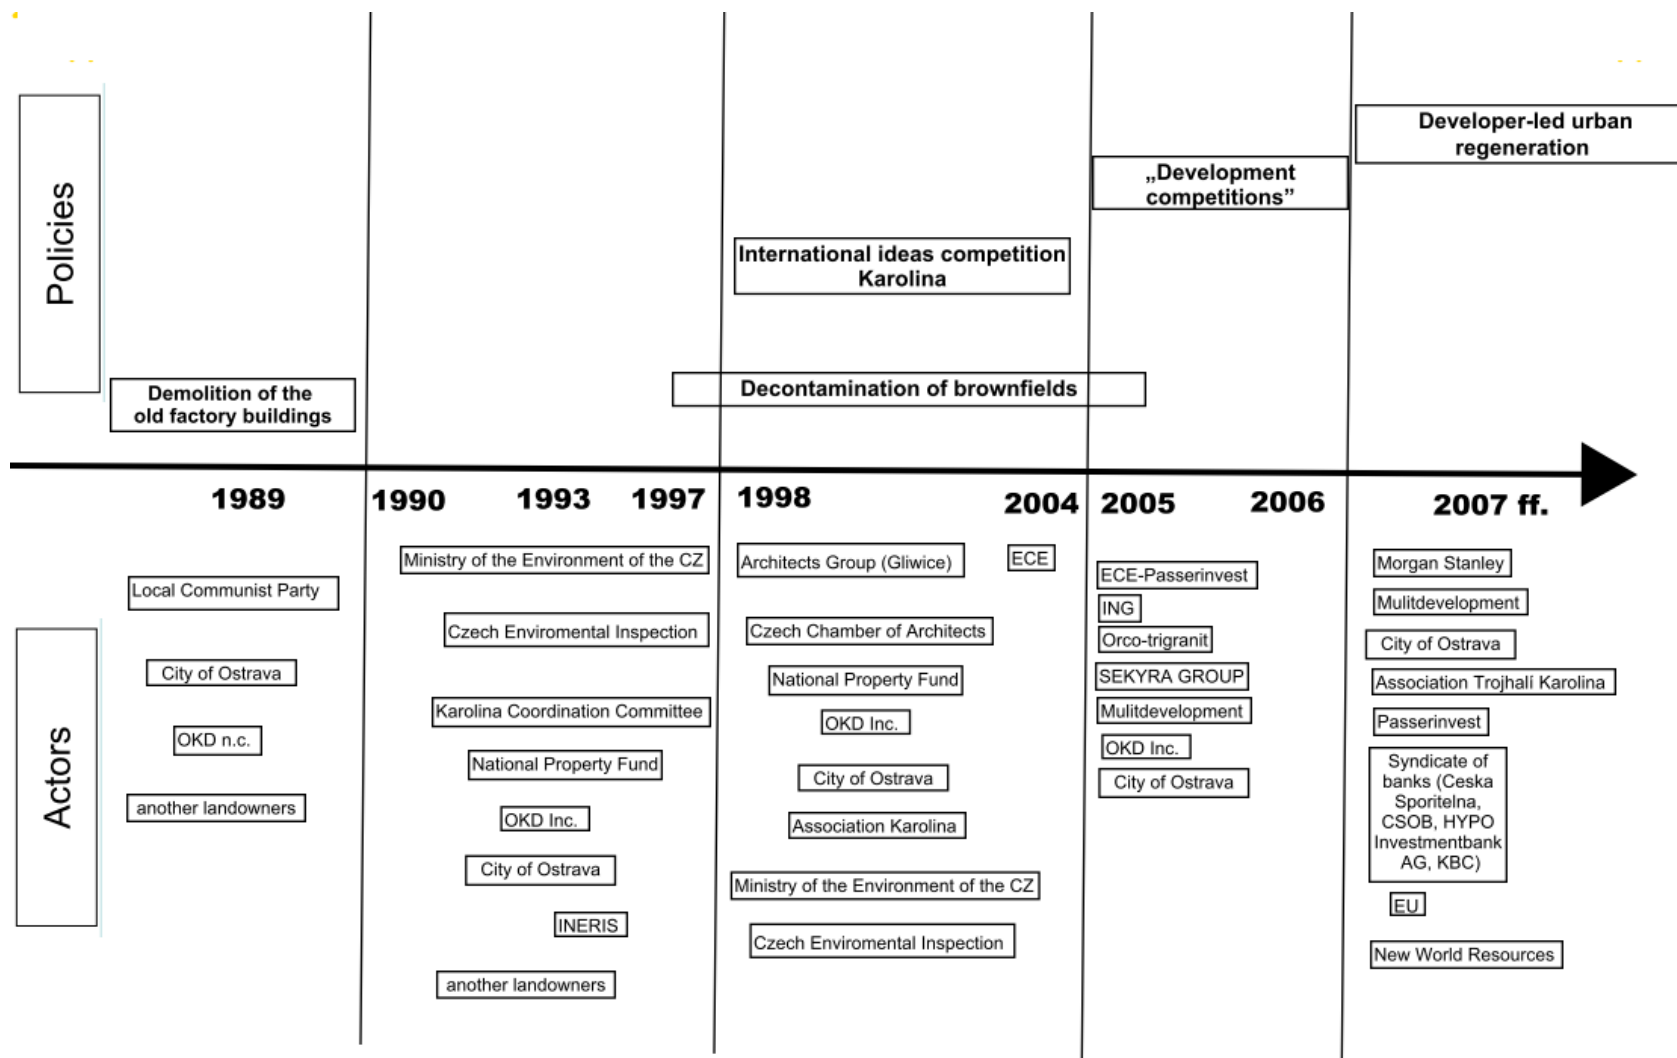 Policies
Demolition of the
old factory buildings
International ideas competition
Karolina
Decontamination of brownfields
„Development
competitions”
Developer-led urban
regeneration
1989
1990
1993
1997
1998
2004
2005
2006
2007 ff.
Actors
Local Communist Party
City of Ostrava
OKD n.c.
another landowners
Ministry of the Environment of the CZ
Czech Enviromental Inspection
Karolina Coordination Committee
National Property Fund
OKD Inc.
City of Ostrava
INERIS
another landowners
Architects Group (Gliwice)
ECE
Czech Chamber of Architects
National Property Fund
OKD Inc.
City of Ostrava
Association Karolina
Ministry of the Environment of the CZ
Czech Enviromental Inspection
ECE-Passerinvest
ING
Orco-trigranit
SEKYRA GROUP
Mulitdevelopment
OKD Inc.
City of Ostrava
Morgan Stanley
Mulitdevelopment
City of Ostrava
Association Trojhalí Karolina
Passerinvest
Syndicate of
banks (Ceska
Sporitelna,
CSOB, HYPO
Investmentbank
AG, KBC)
EU
New World Resources